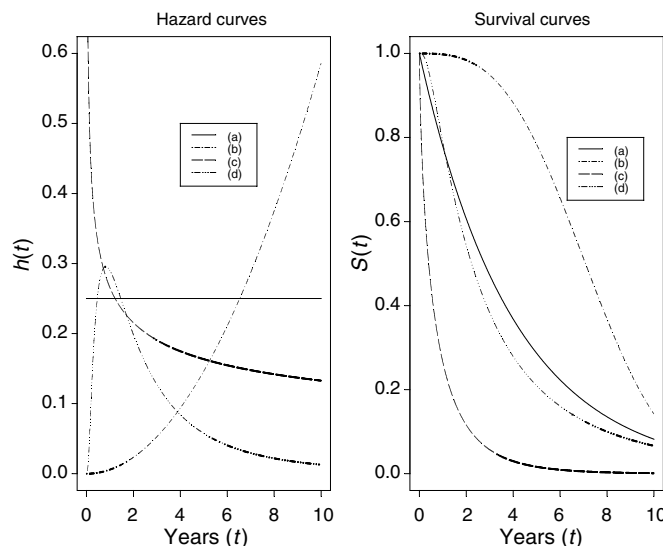 Hazard curves
0.6
0.5
0.4
0.3
0.2
0.1
0.0
h(t)
(a)
(b)
(c)
(d)
0 2 4 6 8 10
Years (t)
Survival curves
1.0
0.8
0.6
0.4
0.2
0.0
S(t)
(a)
(b)
(c)
(d)
0 2 4 6 8 10
Years (t)